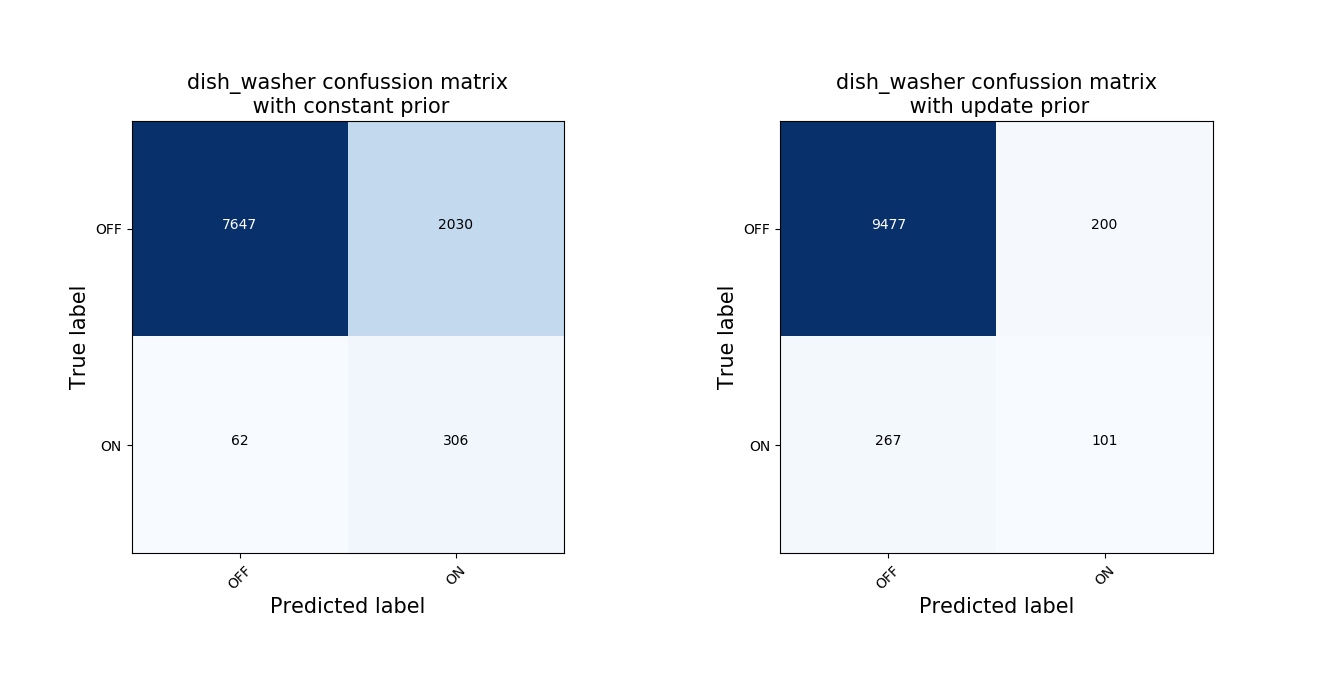 dish_washer confussion matrix
with constant prior
True label
OFF
7647
2030
ON
62
306
OFF
ON
Predicted label
dish_washer confussion matrix
with update prior
True label
OFF
9477
200
ON
267
101
OFF
ON
Predicted label